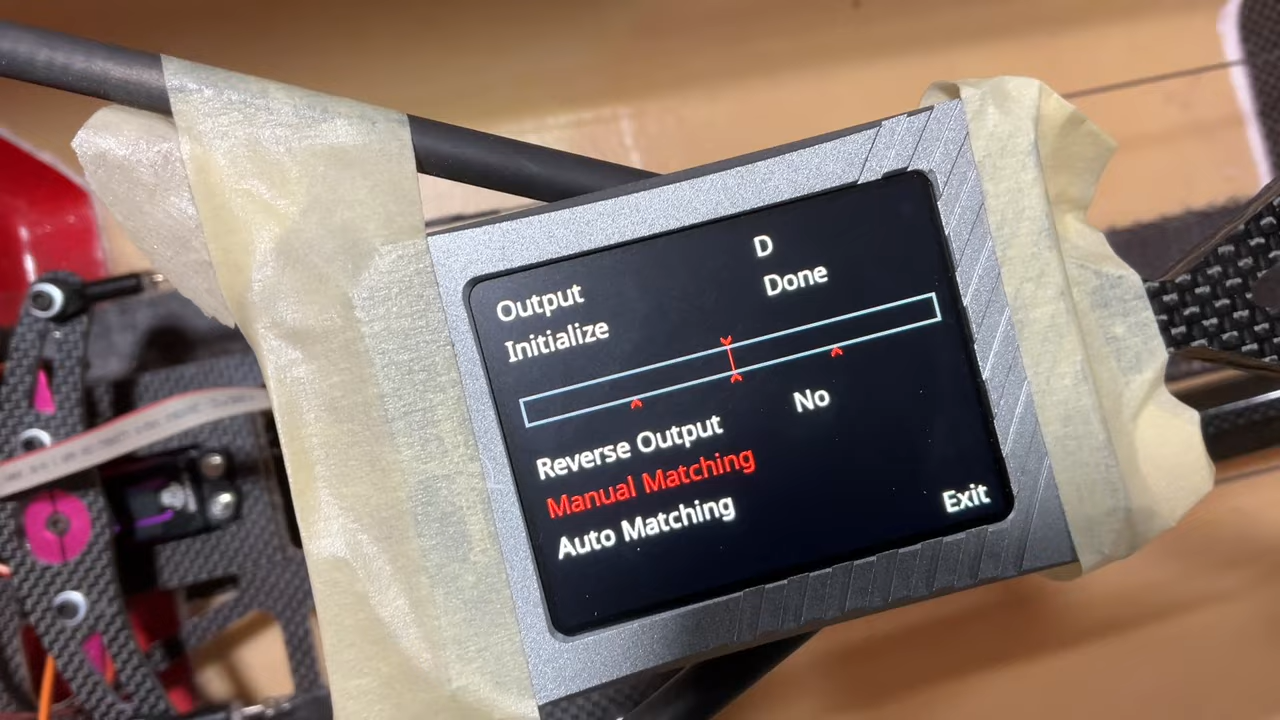 Output D
Initialize Done
Reverse Output No
Manual Matching
Auto Matching
Exit